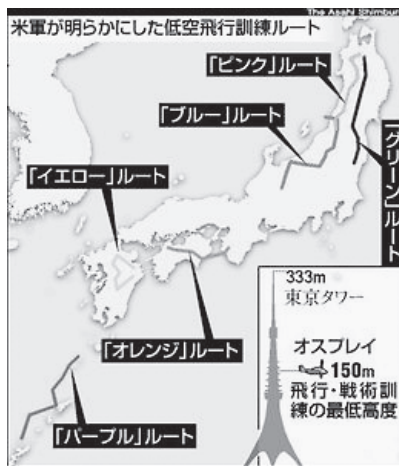 The Asahi Shimbun
米軍が明らかにした低空飛行訓練ルート
「ピンク」ルート
「ブルー」ルート
「グリーン」ルート
「イエロー」ルート
「オレンジ」ルート
「パープル」ルート
333m
東京タワー
オスプレイ
150m
飛行・戦術訓
練の最低高度